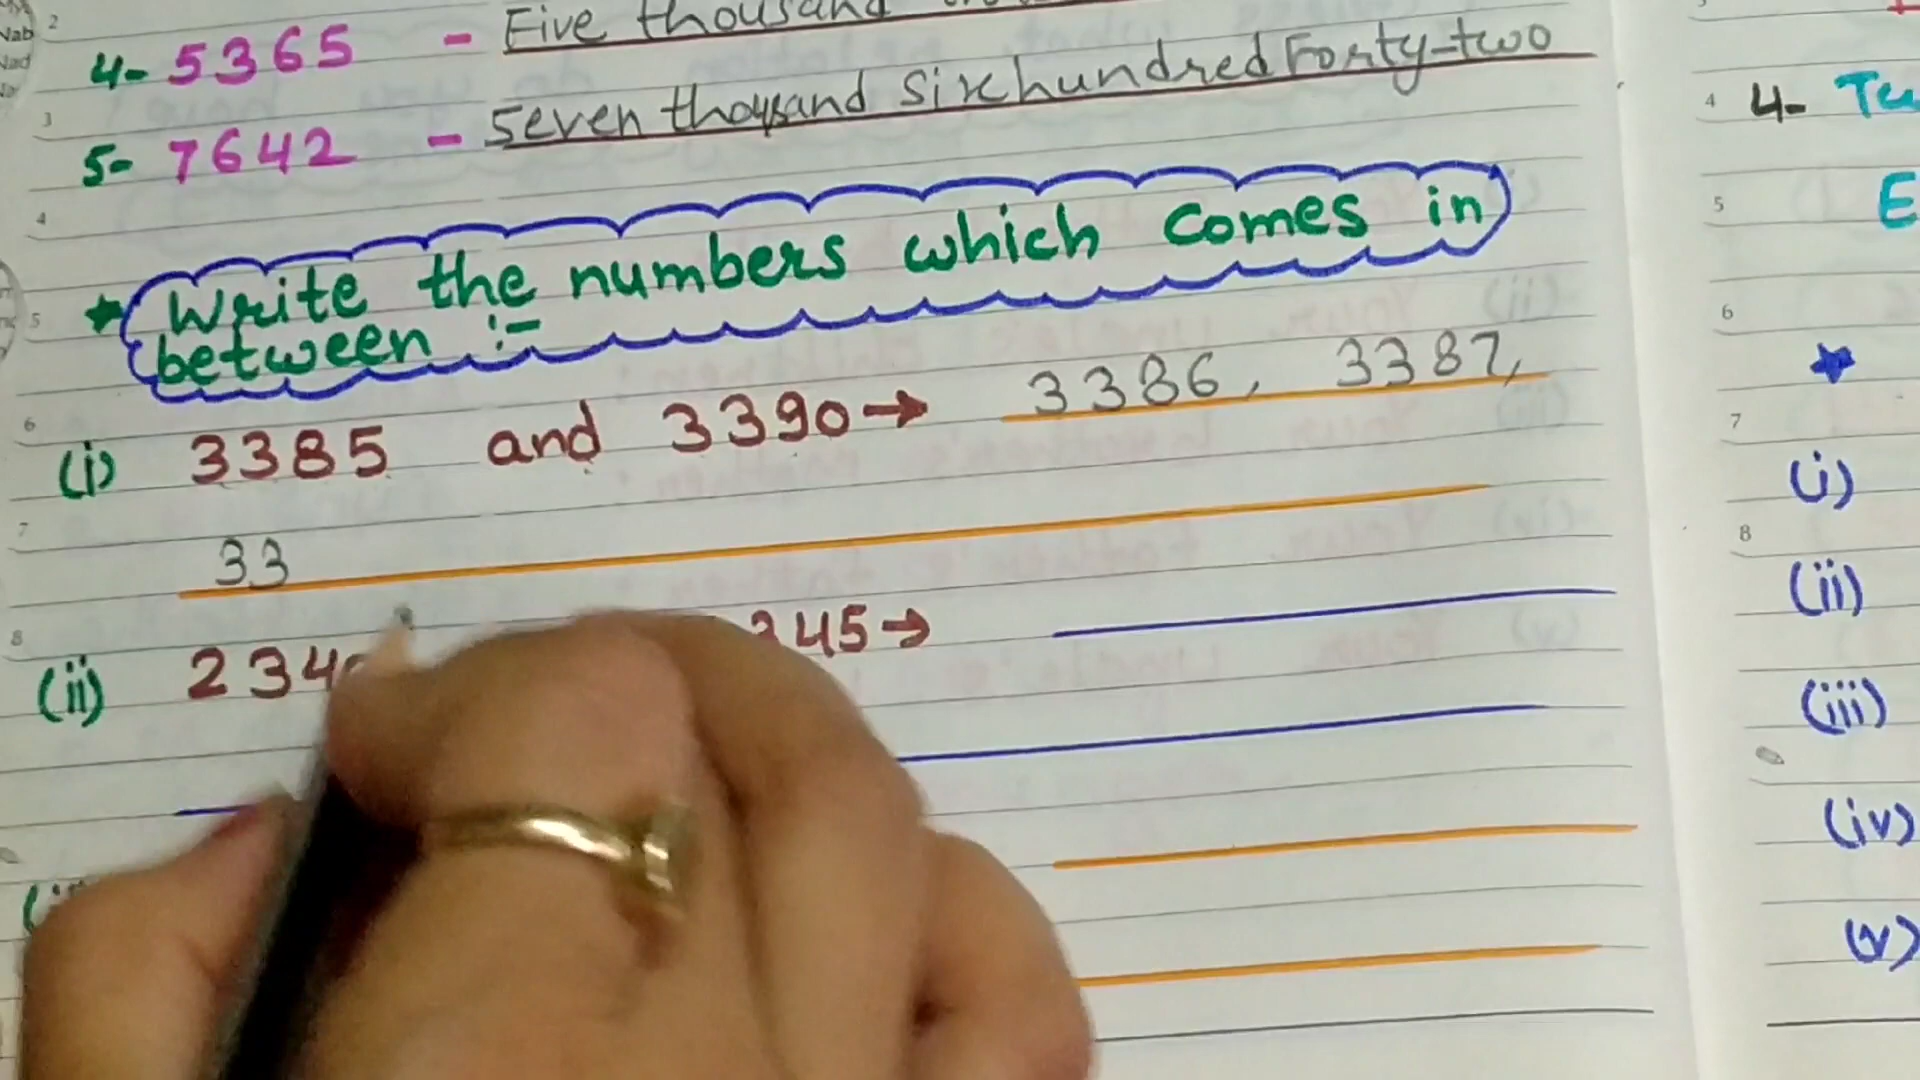 4- 5365 - Five thousand
5- 7642 - Seven thousand Six hundred Forty-two
* Write the numbers which comes in
between :-
(i) 3385 and 3390 → 3386, 3387,
33
(ii) 234 345 →
4- Tu
E
(i)
(ii)
(iii)
(iv)
(v)